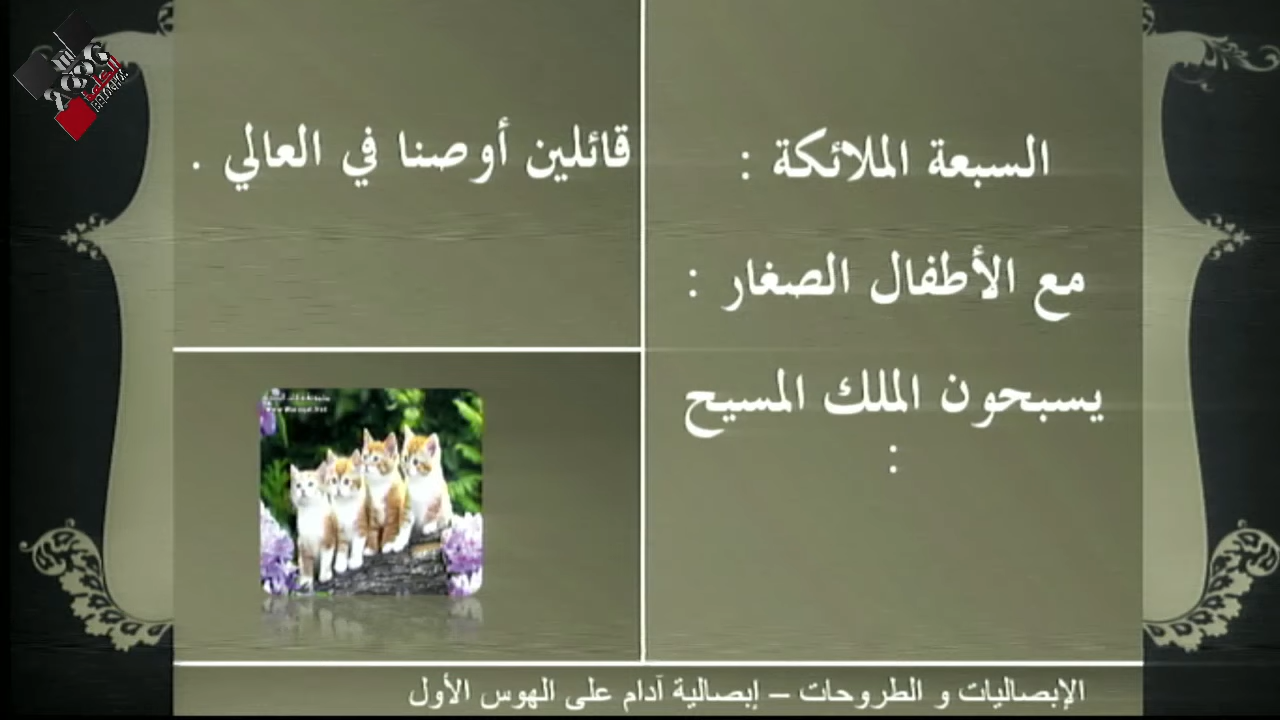 السبعة الملائكة :
مع الأطفال الصغار :
يسبحون الملك المسيح
:
قائلين أوصنا في العالي .
الإبصاليات و الطروحات – إبصالية آدام على الهوس الأول